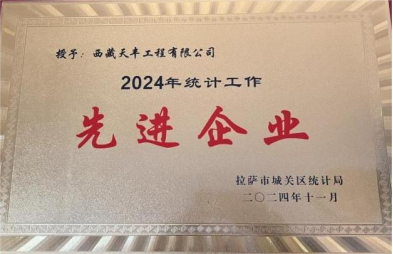 授予：西藏天丰工程有限公司
2024年统计工作
先进企业
拉萨市城关区统计局
二〇二四年十一月